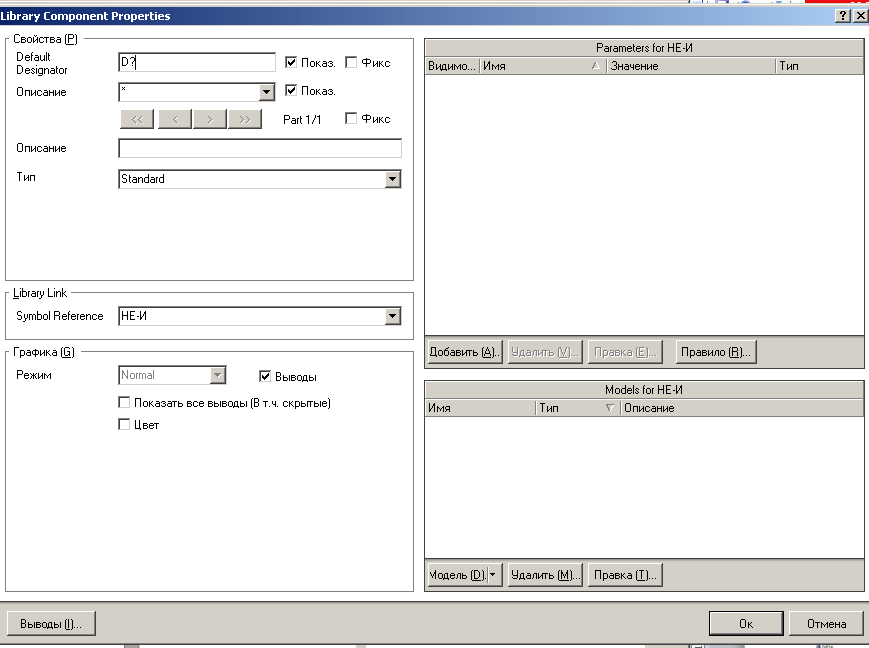 Library Component Properties
Свойства (P)
Default Designator
D?
Показ.
Фикс
Описание
*
Показ.
<<
<
>
>>
Part 1/1
Фикс
Описание
Тип
Standard
Library Link
Symbol Reference
НЕ-И
Графика (G)
Режим
Normal
Выводы
Показать все выводы (В т.ч. скрытые)
Цвет
Parameters for НЕ-И
Видимо... Имя Значение Тип
Добавить (A)..
Удалить (V)...
Правка (E)...
Правило (R)...
Models for НЕ-И
Имя Тип Описание
Модель (D).
Удалить (M)...
Правка (T)...
Выводы (I)...
Ок
Отмена